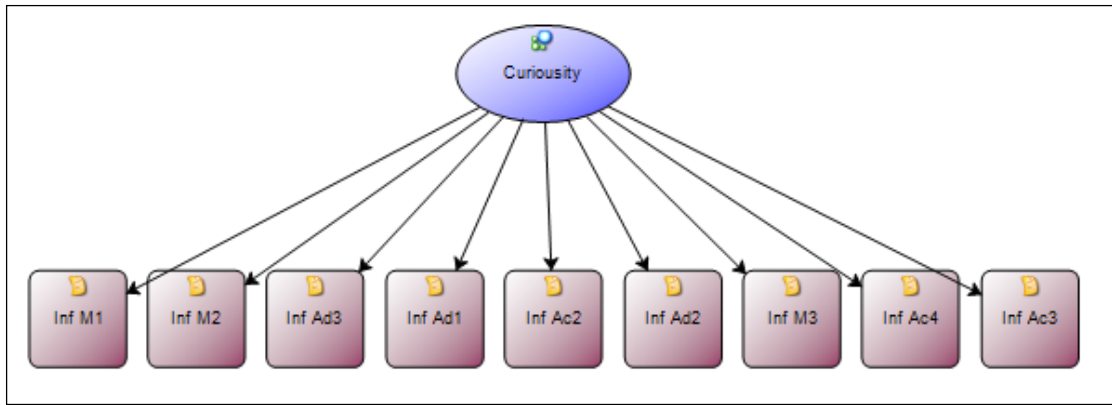 Curiousity
Inf M1
Inf M2
Inf Ad3
Inf Ad1
Inf Ac2
Inf Ad2
Inf M3
Inf Ac4
Inf Ac3